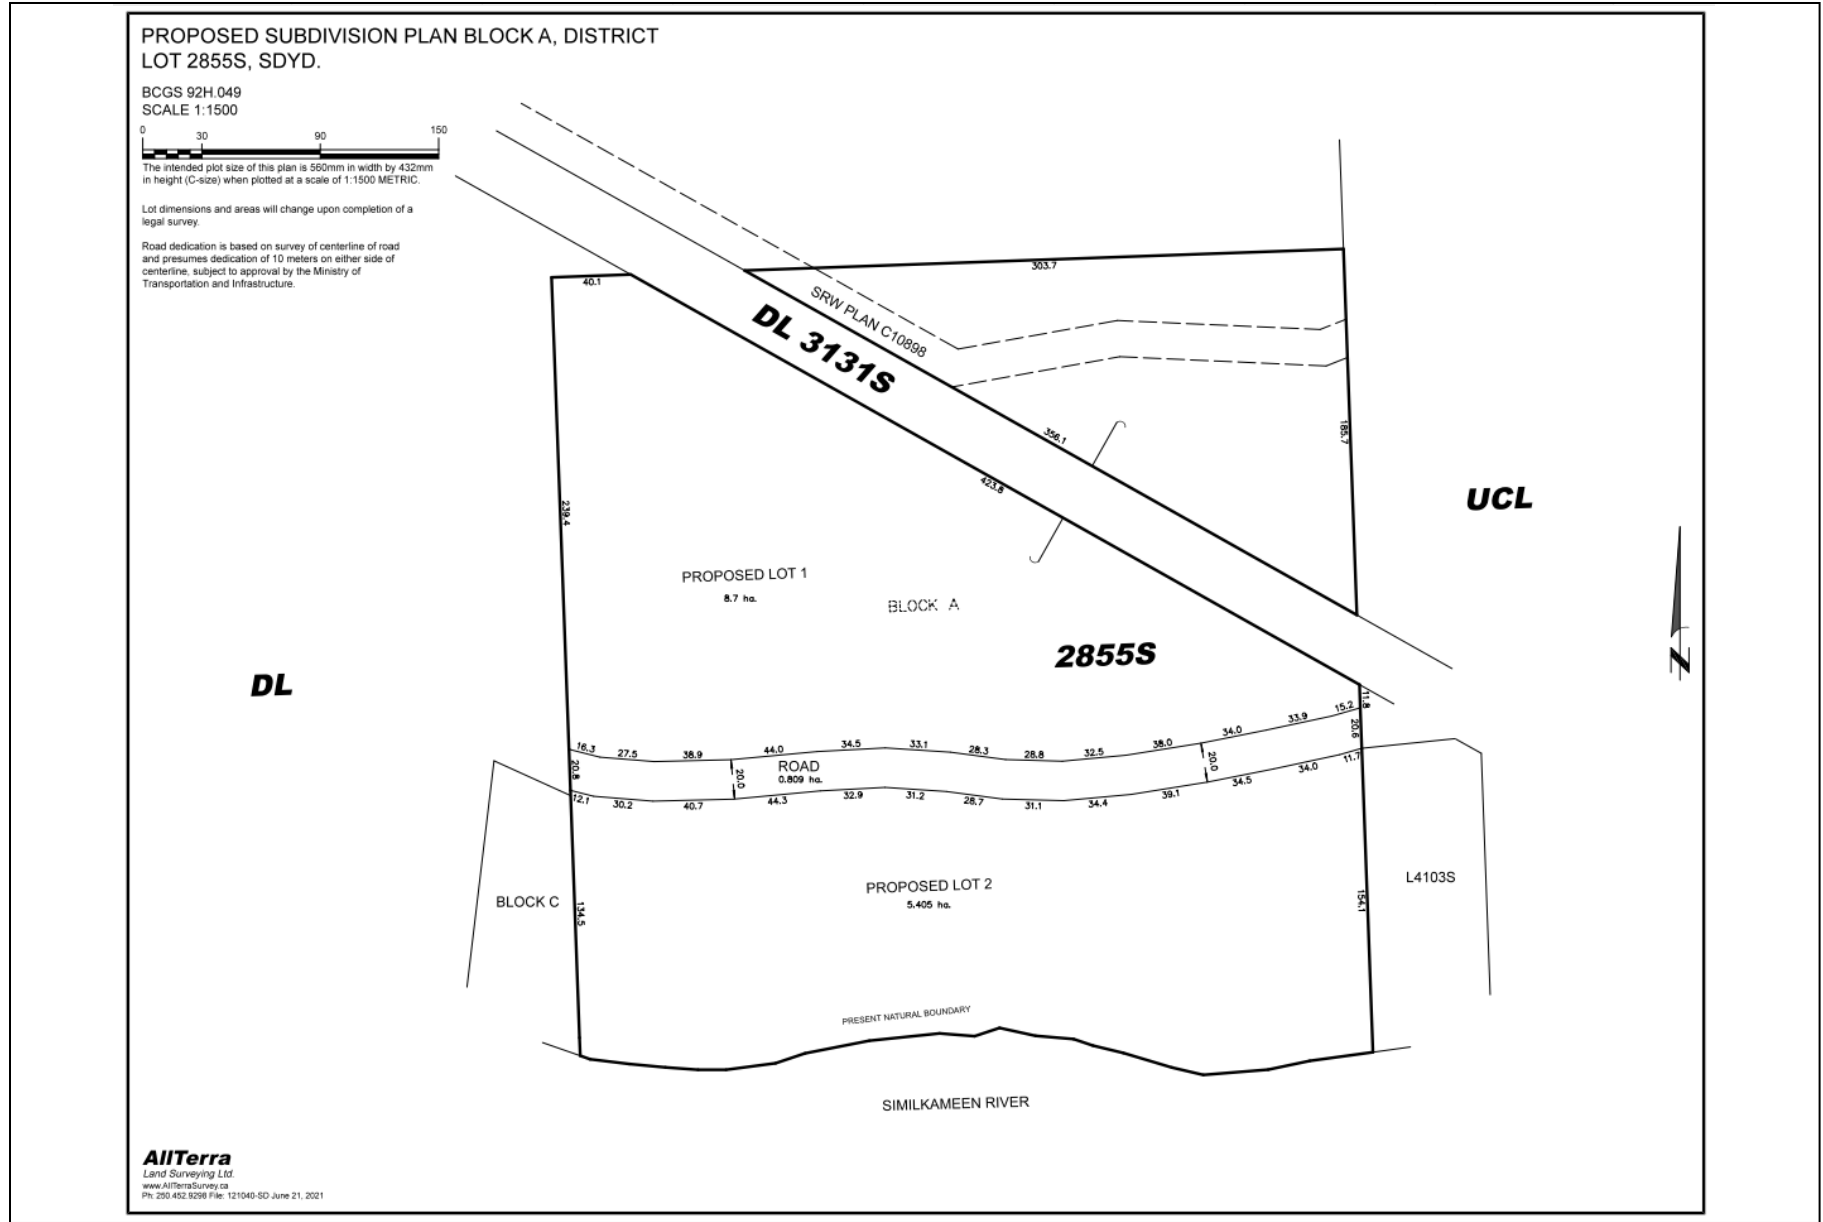 PROPOSED SUBDIVISION PLAN BLOCK A, DISTRICT
LOT 2855S, SDYD.
BCGS 92H.049
SCALE 1:1500
0 30 90 150
The intended plot size of this plan is 560mm in width by 432mm
in height (C-size) when plotted at a scale of 1:1500 METRIC.
Lot dimensions and areas will change upon completion of a
legal survey.
Road dedication is based on survey of centerline of road
and presumes dedication of 10 meters on either side of
centerline, subject to approval by the Ministry of
Transportation and Infrastructure.
40.1
303.7
SRW PLAN C10898
DL 3131S
356.1
423.8
185.7
239.4
UCL
PROPOSED LOT 1
8.7 ha.
BLOCK A
2855S
DL
N
11.8
16.3 27.5 38.9 44.0 34.5 33.1 28.3 28.8 32.5 38.0 34.0 33.9 15.2
20.8
20.0
ROAD
0.809 ha.
20.0
20.6
12.1 30.2 40.7 44.3 32.9 31.2 28.7 31.1 34.4 39.1 34.5 34.0 11.7
PROPOSED LOT 2
5.405 ha.
BLOCK C
134.5
154.1
L4103S
PRESENT NATURAL BOUNDARY
SIMILKAMEEN RIVER
AllTerra
Land Surveying Ltd.
www.AllTerraSurvey.ca
Ph: 250.452.9298 File: 121040-SD June 21, 2021